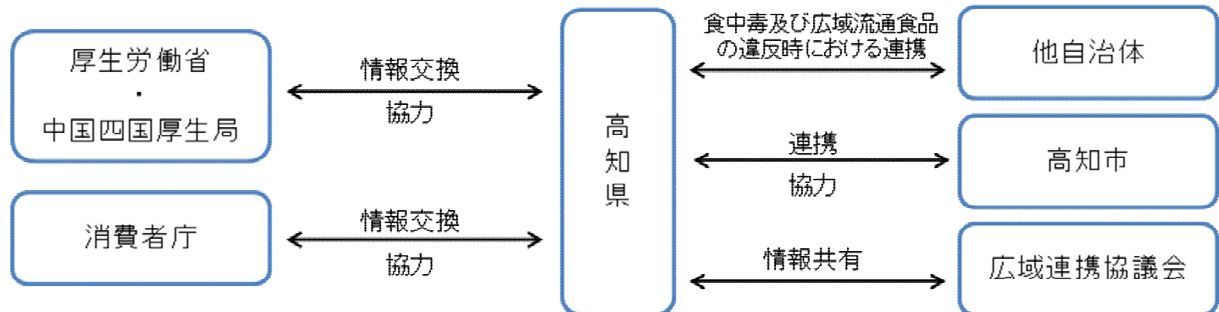 厚生労働省
・
中国四国厚生局
情報交換
協力
消費者庁
情報交換
協力
高
知
県
食中毒及び広域流通食品
の違反時における連携
他自治体
連携
協力
高知市
情報共有
広域連携協議会